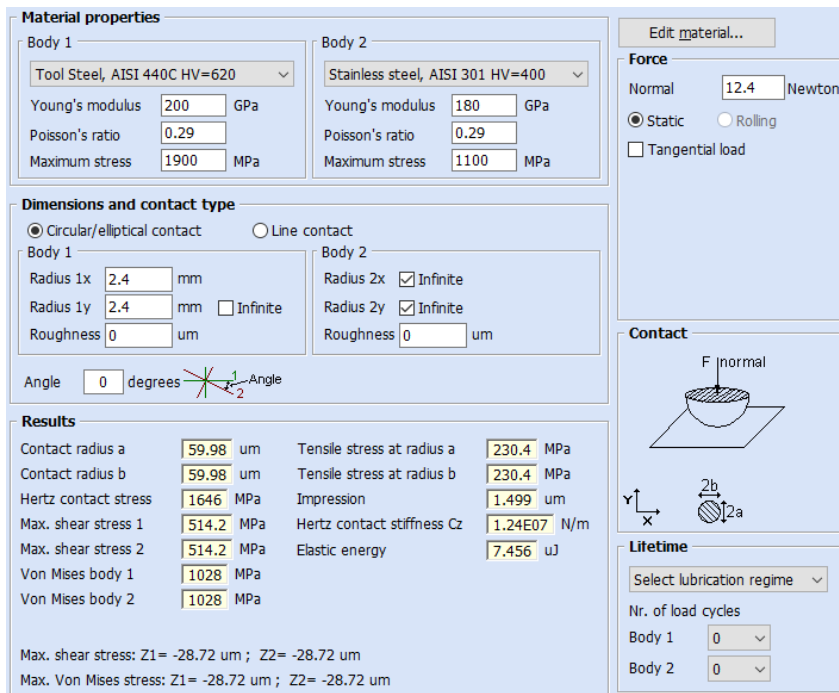 Material properties
Body 1
Tool Steel, AISI 440C HV=620
Young's modulus 200 GPa
Poisson's ratio 0.29
Maximum stress 1900 MPa
Body 2
Stainless steel, AISI 301 HV=400
Young's modulus 180 GPa
Poisson's ratio 0.29
Maximum stress 1100 MPa
Edit material...
Force
Normal 12.4 Newton
Static Rolling
Tangential load
Dimensions and contact type
Circular/elliptical contact Line contact
Body 1
Radius 1x 2.4 mm
Radius 1y 2.4 mm Infinite
Roughness 0 um
Body 2
Radius 2x Infinite
Radius 2y Infinite
Roughness 0 um
Angle 0 degrees 1 Angle
2
Contact
F normal
Y X
2b
2a
Results
Contact radius a 59.98 um
Contact radius b 59.98 um
Hertz contact stress 1646 MPa
Max. shear stress 1 514.2 MPa
Max. shear stress 2 514.2 MPa
Von Mises body 1 1028 MPa
Von Mises body 2 1028 MPa
Tensile stress at radius a 230.4 MPa
Tensile stress at radius b 230.4 MPa
Impression 1.499 um
Hertz contact stiffness Cz 1.24E07 N/m
Elastic energy 7.456 uJ
Max. shear stress: Z1= -28.72 um ; Z2= -28.72 um
Max. Von Mises stress: Z1= -28.72 um ; Z2= -28.72 um
Lifetime
Select lubrication regime
Nr. of load cycles
Body 1 0
Body 2 0